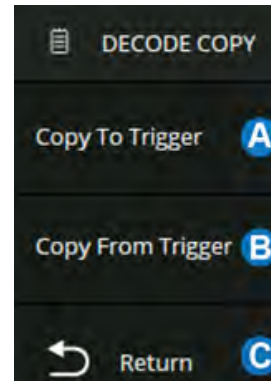 DECODE COPY
Copy To Trigger A
Copy From Trigger B
Return C